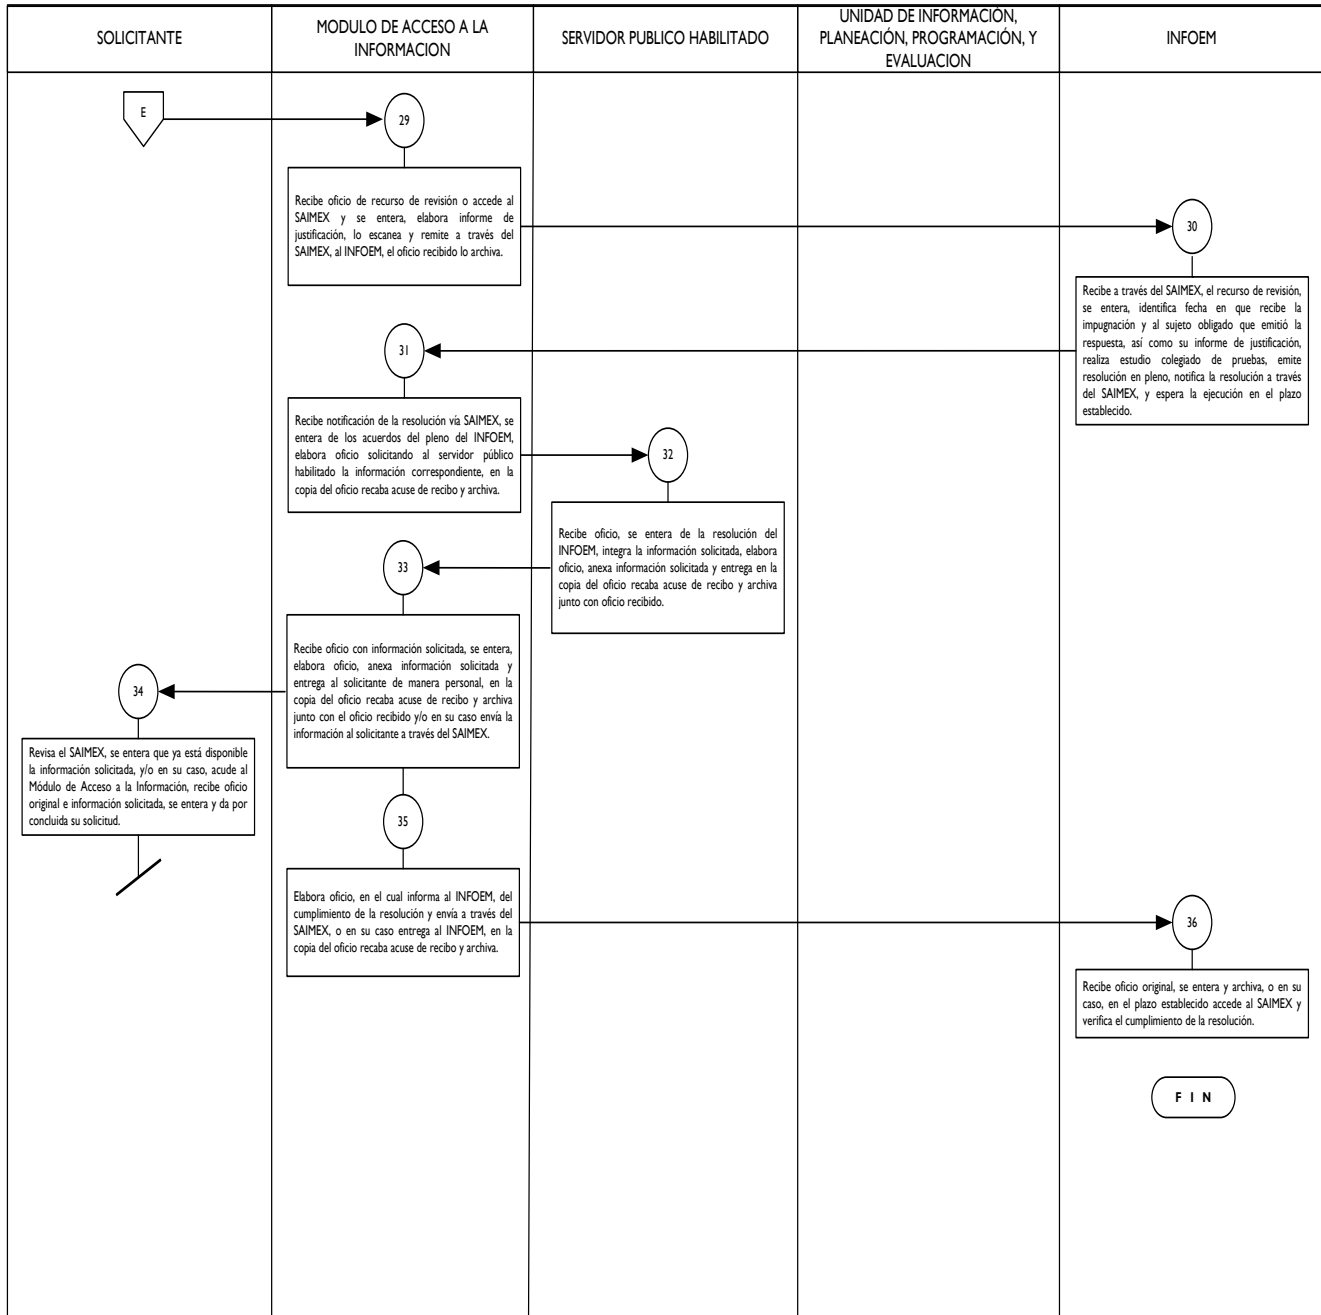 SOLICITANTE
MODULO DE ACCESO A LA
INFORMACION
SERVIDOR PUBLICO HABILITADO
UNIDAD DE INFORMACIÓN,
PLANEACIÓN, PROGRAMACIÓN, Y
EVALUACION
INFOEM
E
29
Recibe oficio de recurso de revisión o accede al
SAIMEX y se entera, elabora informe de
justificación, lo escanea y remite a través del
SAIMEX, al INFOEM, el oficio recibido lo archiva.
30
Recibe a través del SAIMEX, el recurso de revisión,
se entera, identifica fecha en que recibe la
impugnación y al sujeto obligado que emitió la
respuesta, así como su informe de justificación,
realiza estudio colegiado de pruebas, emite
resolución en pleno, notifica la resolución a través
del SAIMEX, y espera la ejecución en el plazo
establecido.
31
Recibe notificación de la resolución vía SAIMEX, se
entera de los acuerdos del pleno del INFOEM,
elabora oficio solicitando al servidor público
habilitado la información correspondiente, en la
copia del oficio recaba acuse de recibo y archiva.
32
Recibe oficio, se entera de la resolución del
INFOEM, integra la información solicitada, elabora
oficio, anexa información solicitada y entrega en la
copia del oficio recaba acuse de recibo y archiva
junto con oficio recibido.
33
Recibe oficio con información solicitada, se entera,
elabora oficio, anexa información solicitada y
entrega al solicitante de manera personal, en la
copia del oficio recaba acuse de recibo y archiva
junto con el oficio recibido y/o en su caso envía la
información al solicitante a través del SAIMEX.
34
Revisa el SAIMEX, se entera que ya está disponible
la información solicitada, y/o en su caso, acude al
Módulo de Acceso a la Información, recibe oficio
original e información solicitada, se entera y da por
concluida su solicitud.
35
Elabora oficio, en el cual informa al INFOEM, del
cumplimiento de la resolución y envía a través del
SAIMEX, o en su caso entrega al INFOEM, en la
copia del oficio recaba acuse de recibo y archiva.
36
Recibe oficio original, se entera y archiva, o en su
caso, en el plazo establecido accede al SAIMEX y
verifica el cumplimiento de la resolución.
F I N